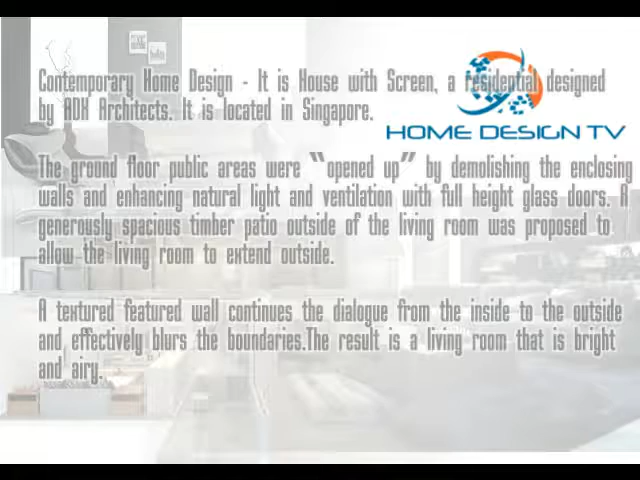 Contemporary Home Design - It is House with Screen, a residential designed
by ADX Architects. It is located in Singapore.
HOME DESIGN TV
The ground floor public areas were "opened up" by demolishing the enclosing
walls and enhancing natural light and ventilation with full height glass doors. A
generously spacious timber patio outside of the living room was proposed to
allow the living room to extend outside.
A textured featured wall continues the dialogue from the inside to the outside
and effectively blurs the boundaries.The result is a living room that is bright
and airy.